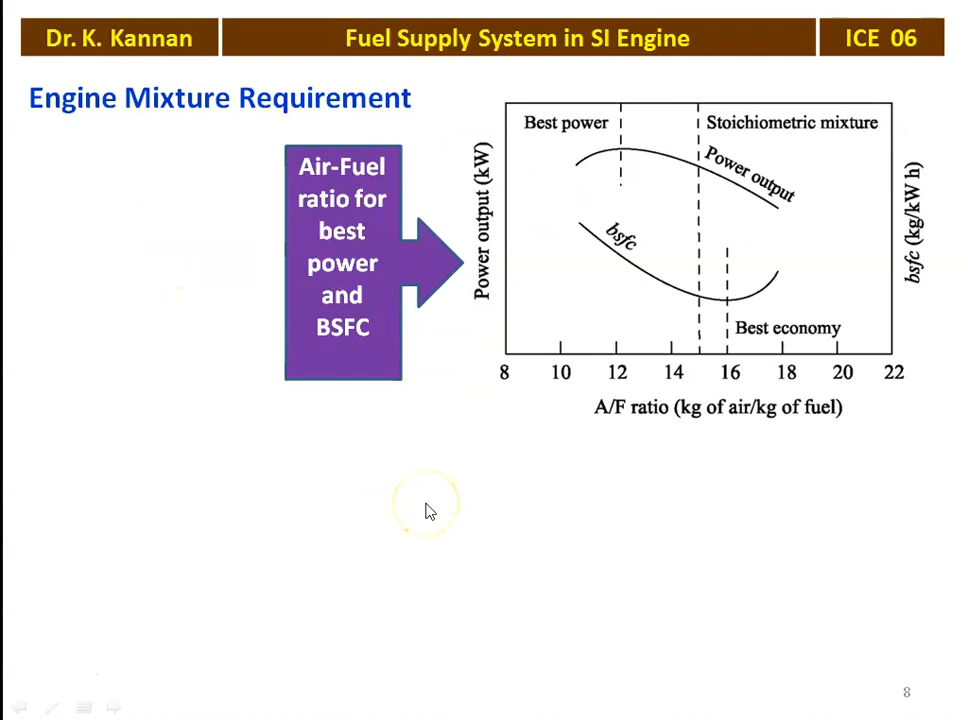 Dr. K. Kannan
Fuel Supply System in SI Engine
ICE 06
Engine Mixture Requirement
Air-Fuel
ratio for
best
power
and
BSFC
Power output (kW)
Best power
Stoichiometric mixture
Power output
bsfc
Best economy
bsfc (kg/kW h)
8 10 12 14 16 18 20 22
A/F ratio (kg of air/kg of fuel)
8